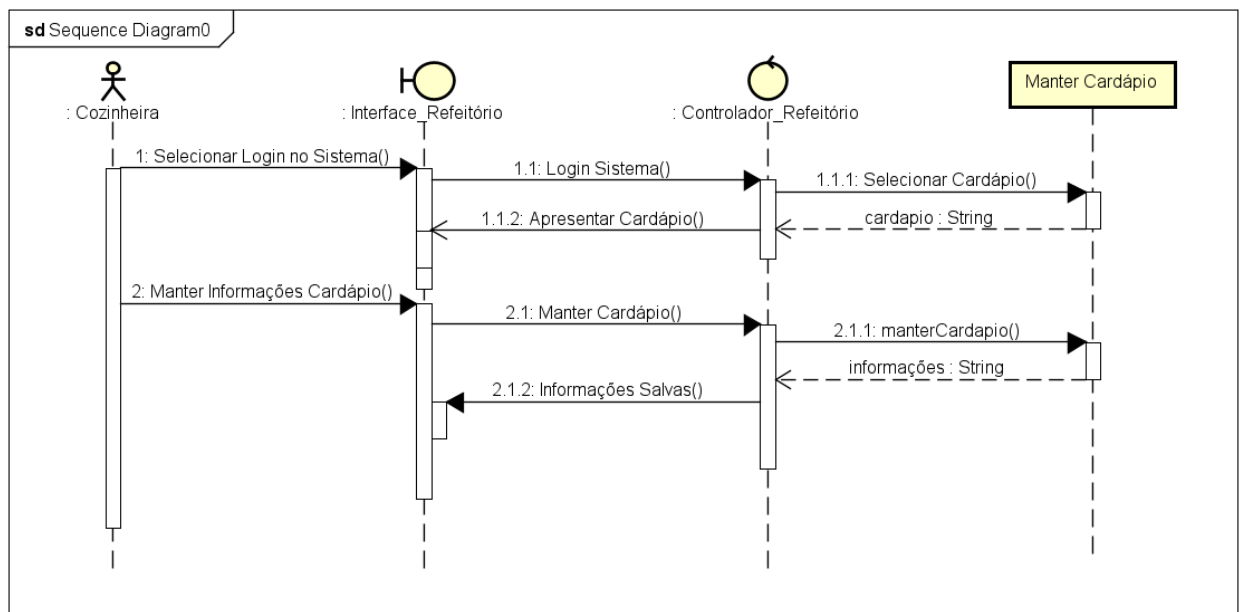 sd Sequence Diagram0
: Cozinheira
: Interface_Refeitório
: Controlador_Refeitório
Manter Cardápio
1: Selecionar Login no Sistema()
1.1: Login Sistema()
1.1.1: Selecionar Cardápio()
cardapio : String
1.1.2: Apresentar Cardápio()
2: Manter Informações Cardápio()
2.1: Manter Cardápio()
2.1.1: manterCardapio()
informações : String
2.1.2: Informações Salvas()